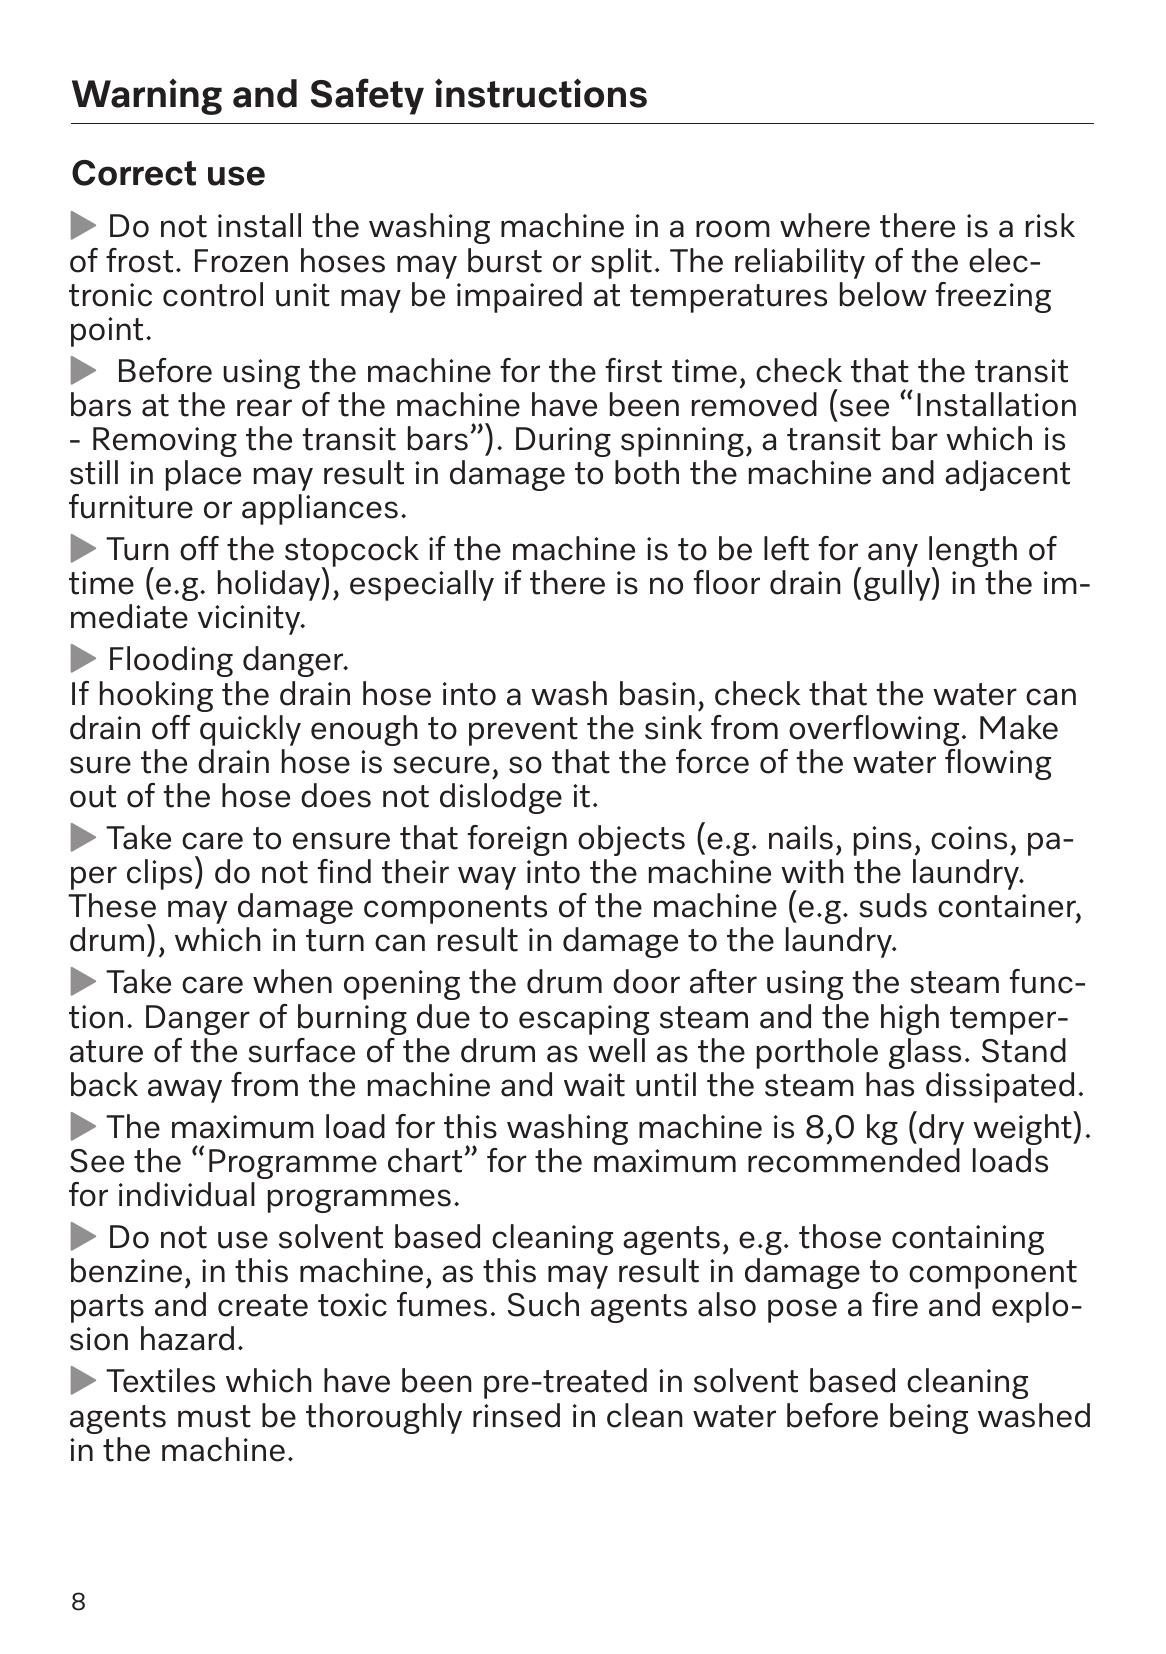 Warning and Safety instructions
Correct use
▶ Do not install the washing machine in a room where there is a risk
of frost. Frozen hoses may burst or split. The reliability of the elec-
tronic control unit may be impaired at temperatures below freezing
point.
▶ Before using the machine for the first time, check that the transit
bars at the rear of the machine have been removed (see “Installation
- Removing the transit bars”). During spinning, a transit bar which is
still in place may result in damage to both the machine and adjacent
furniture or appliances.
▶ Turn off the stopcock if the machine is to be left for any length of
time (e.g. holiday), especially if there is no floor drain (gully) in the im-
mediate vicinity.
▶ Flooding danger.
If hooking the drain hose into a wash basin, check that the water can
drain off quickly enough to prevent the sink from overflowing. Make
sure the drain hose is secure, so that the force of the water flowing
out of the hose does not dislodge it.
▶ Take care to ensure that foreign objects (e.g. nails, pins, coins, pa-
per clips) do not find their way into the machine with the laundry.
These may damage components of the machine (e.g. suds container,
drum), which in turn can result in damage to the laundry.
▶ Take care when opening the drum door after using the steam func-
tion. Danger of burning due to escaping steam and the high temper-
ature of the surface of the drum as well as the porthole glass. Stand
back away from the machine and wait until the steam has dissipated.
▶ The maximum load for this washing machine is 8,0 kg (dry weight).
See the “Programme chart” for the maximum recommended loads
for individual programmes.
▶ Do not use solvent based cleaning agents, e.g. those containing
benzine, in this machine, as this may result in damage to component
parts and create toxic fumes. Such agents also pose a fire and explo-
sion hazard.
▶ Textiles which have been pre-treated in solvent based cleaning
agents must be thoroughly rinsed in clean water before being washed
in the machine.
8